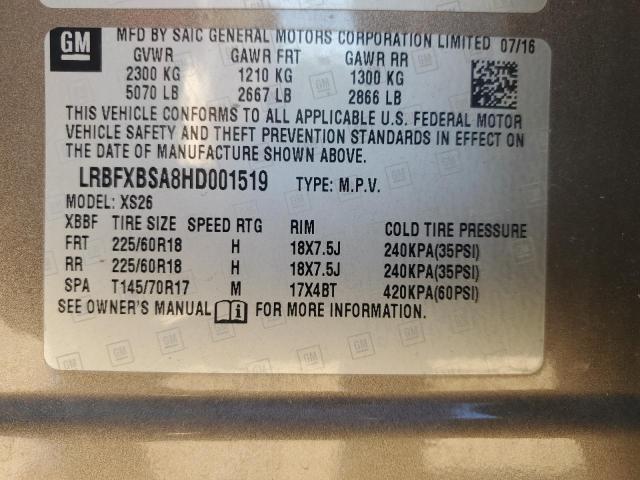 GM
MFD BY SAIC GENERAL MOTORS CORPORATION LIMITED 07/16
GVWR GAWR FRT GAWR RR
2300 KG 1210 KG 1300 KG
5070 LB 2667 LB 2866 LB
THIS VEHICLE CONFORMS TO ALL APPLICABLE U.S. FEDERAL MOTOR
VEHICLE SAFETY AND THEFT PREVENTION STANDARDS IN EFFECT ON
THE DATE OF MANUFACTURE SHOWN ABOVE.
LRBFXBSA8HD001519 TYPE: M.P.V.
MODEL: XS26
XBBF TIRE SIZE SPEED RTG RIM COLD TIRE PRESSURE
FRT 225/60R18 H 18X7.5J 240KPA(35PSI)
RR 225/60R18 H 18X7.5J 240KPA(35PSI)
SPA T145/70R17 M 17X4BT 420KPA(60PSI)
SEE OWNER'S MANUAL i FOR MORE INFORMATION.